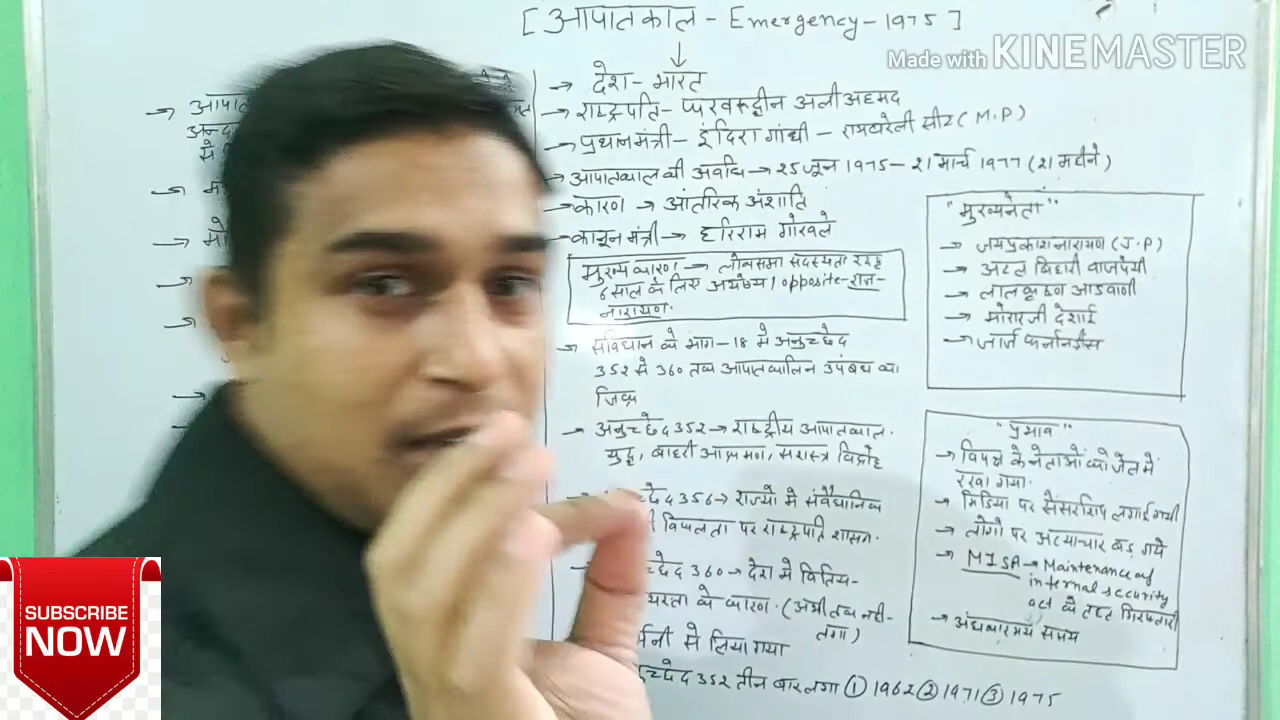 [ आपातकाल - Emergency - 1975 ]
Made with KINEMASTER
↓
→ देश - भारत
→ राष्ट्रपति - फखरूद्दीन अली अहमद
→ प्रधानमंत्री - इंदिरा गांधी - रायबरेली सीट (M.P)
→ आपातकाल की अवधि → 25 जून 1975 - 21 मार्च 1977 (21 महीने)
→ कारण → आंतरिक अंशाति
→ कानून मंत्री → हरिराम गोखले
मुख्य कारण → लोकसभा सदस्यता रद्द
6 साल के लिए अयोग्य / opposite - राज-
नारायण.
→ संविधान के भाग - 18 मे अनुच्छेद
352 से 360 तक आपातकालिन उपबंध का
जिक्र
→ अनुच्छेद 352 → राष्ट्रीय आपातकाल.
युद्ध, बाहरी आक्रमण, सशस्त्र विद्रोह
च्छेद 356 → राज्यो मे संवैधानिक
विफलता पर राष्ट्रपति शासन.
च्छेद 360 → देश मे वित्तिय-
के कारण. (अभी तक नही-
लगा)
से लिया गया
च्छेद 352 तीन बार लगा ① 1962 ② 1971 ③ 1975
"मुख्यनेता"
→ जयप्रकाश नारायण (J.P)
→ अटल बिहारी वाजपेयी
→ लाल कृष्ण आडवाणी
→ मोरारजी देशाई
→ जार्ज फर्नानडीस
"प्रभाव"
→ विपक्ष के नेताओ को जेल मे
रखा गया.
→ मिडिया पर सेंसरशिप लगाई गयी
→ लोगो पर अत्याचार बढ़ गये
→ MISA → Maintenance of
internal security
act के तहत गिरफ्तारी
→ अंधकारमय समय
SUBSCRIBE
NOW